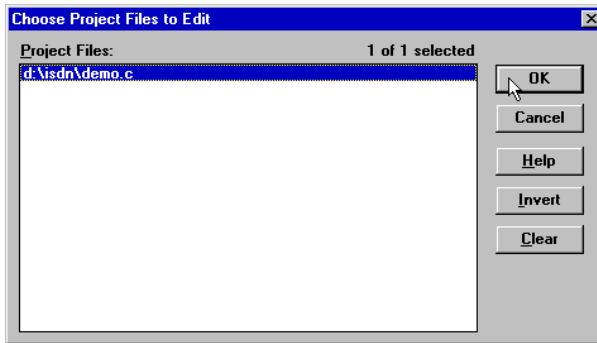 Choose Project Files to Edit
Project Files: 1 of 1 selected
d:\isdn\demo.c
OK
Cancel
Help
Invert
Clear